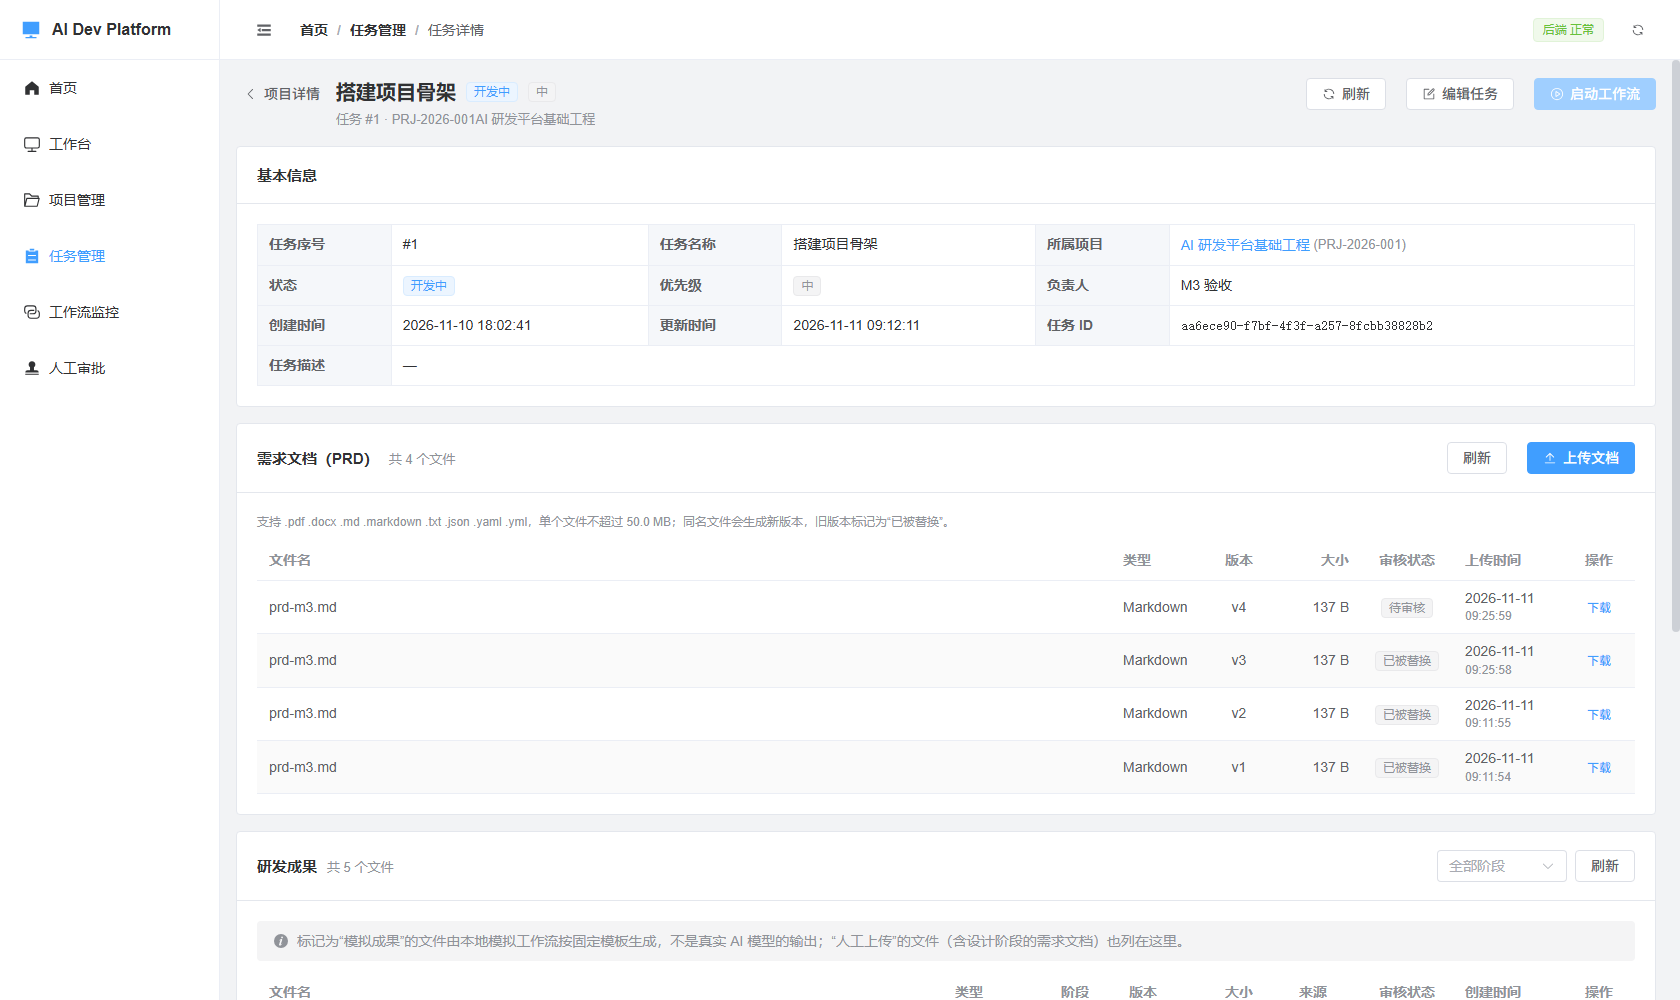 AI Dev Platform
首页 / 任务管理 / 任务详情
后端 正常
首页
工作台
项目管理
任务管理
工作流监控
人工审批
项目详情
搭建项目骨架 开发中 中
任务 #1 · PRJ-2026-001AI 研发平台基础工程
刷新 编辑任务 启动工作流
基本信息
任务序号 #1 任务名称 搭建项目骨架 所属项目 AI 研发平台基础工程 (PRJ-2026-001)
状态 开发中 优先级 中 负责人 M3 验收
创建时间 2026-11-10 18:02:41 更新时间 2026-11-11 09:12:11 任务 ID aa6ece90-f7bf-4f3f-a257-8fcbb38828b2
任务描述 —
需求文档（PRD） 共 4 个文件 刷新 上传文档
支持 .pdf .docx .md .markdown .txt .json .yaml .yml，单个文件不超过 50.0 MB；同名文件会生成新版本，旧版本标记为“已被替换”。
文件名 类型 版本 大小 审核状态 上传时间 操作
prd-m3.md Markdown v4 137 B 待审核 2026-11-11 09:25:59 下载
prd-m3.md Markdown v3 137 B 已被替换 2026-11-11 09:25:58 下载
prd-m3.md Markdown v2 137 B 已被替换 2026-11-11 09:11:55 下载
prd-m3.md Markdown v1 137 B 已被替换 2026-11-11 09:11:54 下载
研发成果 共 5 个文件 全部阶段 刷新
标记为“模拟成果”的文件由本地模拟工作流按固定模板生成，不是真实 AI 模型的输出；“人工上传”的文件（含设计阶段的需求文档）也列在这里。
文件名 类型 阶段 版本 大小 来源 审核状态 创建时间 操作